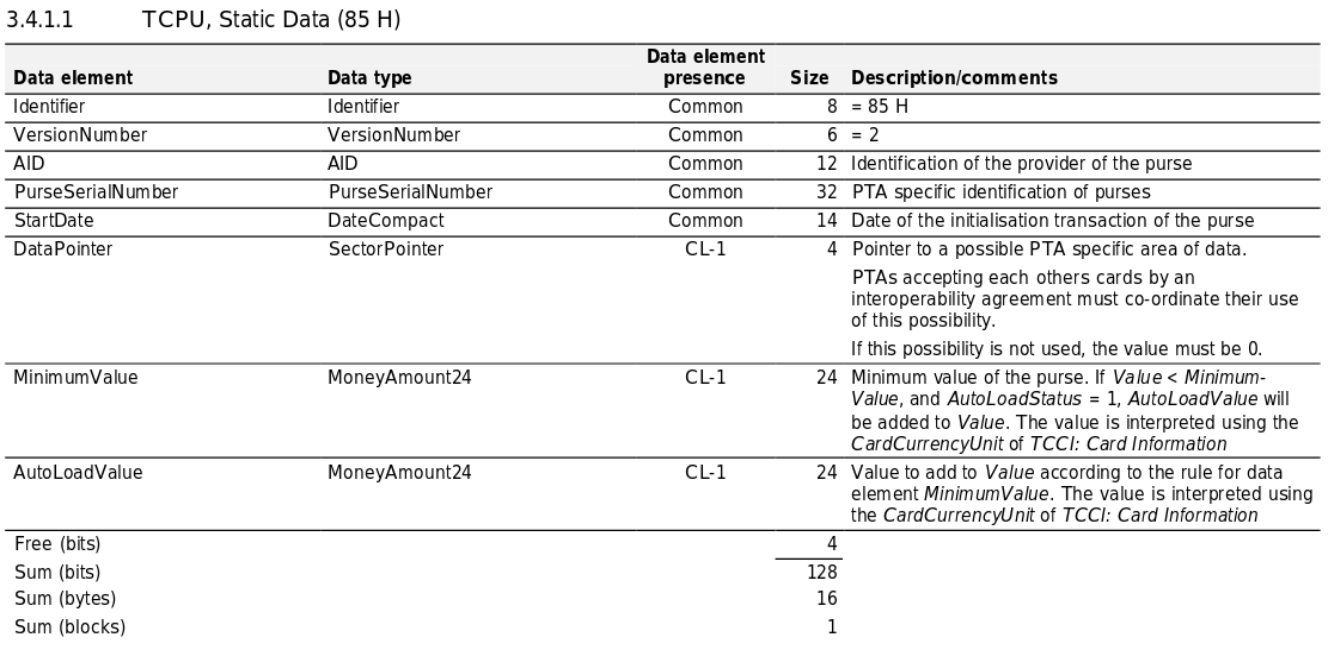 3.4.1.1 TCPU, Static Data (85 H)
Data element Data type Data element presence Size Description/comments
Identifier Identifier Common 8 = 85 H
VersionNumber VersionNumber Common 6 = 2
AID AID Common 12 Identification of the provider of the purse
PurseSerialNumber PurseSerialNumber Common 32 PTA specific identification of purses
StartDate DateCompact Common 14 Date of the initialisation transaction of the purse
DataPointer SectorPointer CL-1 4 Pointer to a possible PTA specific area of data.
PTAs accepting each others cards by an
interoperability agreement must co-ordinate their use
of this possibility.
If this possibility is not used, the value must be 0.
MinimumValue MoneyAmount24 CL-1 24 Minimum value of the purse. If Value < Minimum-
Value, and AutoLoadStatus = 1, AutoLoadValue will
be added to Value. The value is interpreted using the
CardCurrencyUnit of TCCI: Card Information
AutoLoadValue MoneyAmount24 CL-1 24 Value to add to Value according to the rule for data
element MinimumValue. The value is interpreted using
the CardCurrencyUnit of TCCI: Card Information
Free (bits) 4
Sum (bits) 128
Sum (bytes) 16
Sum (blocks) 1